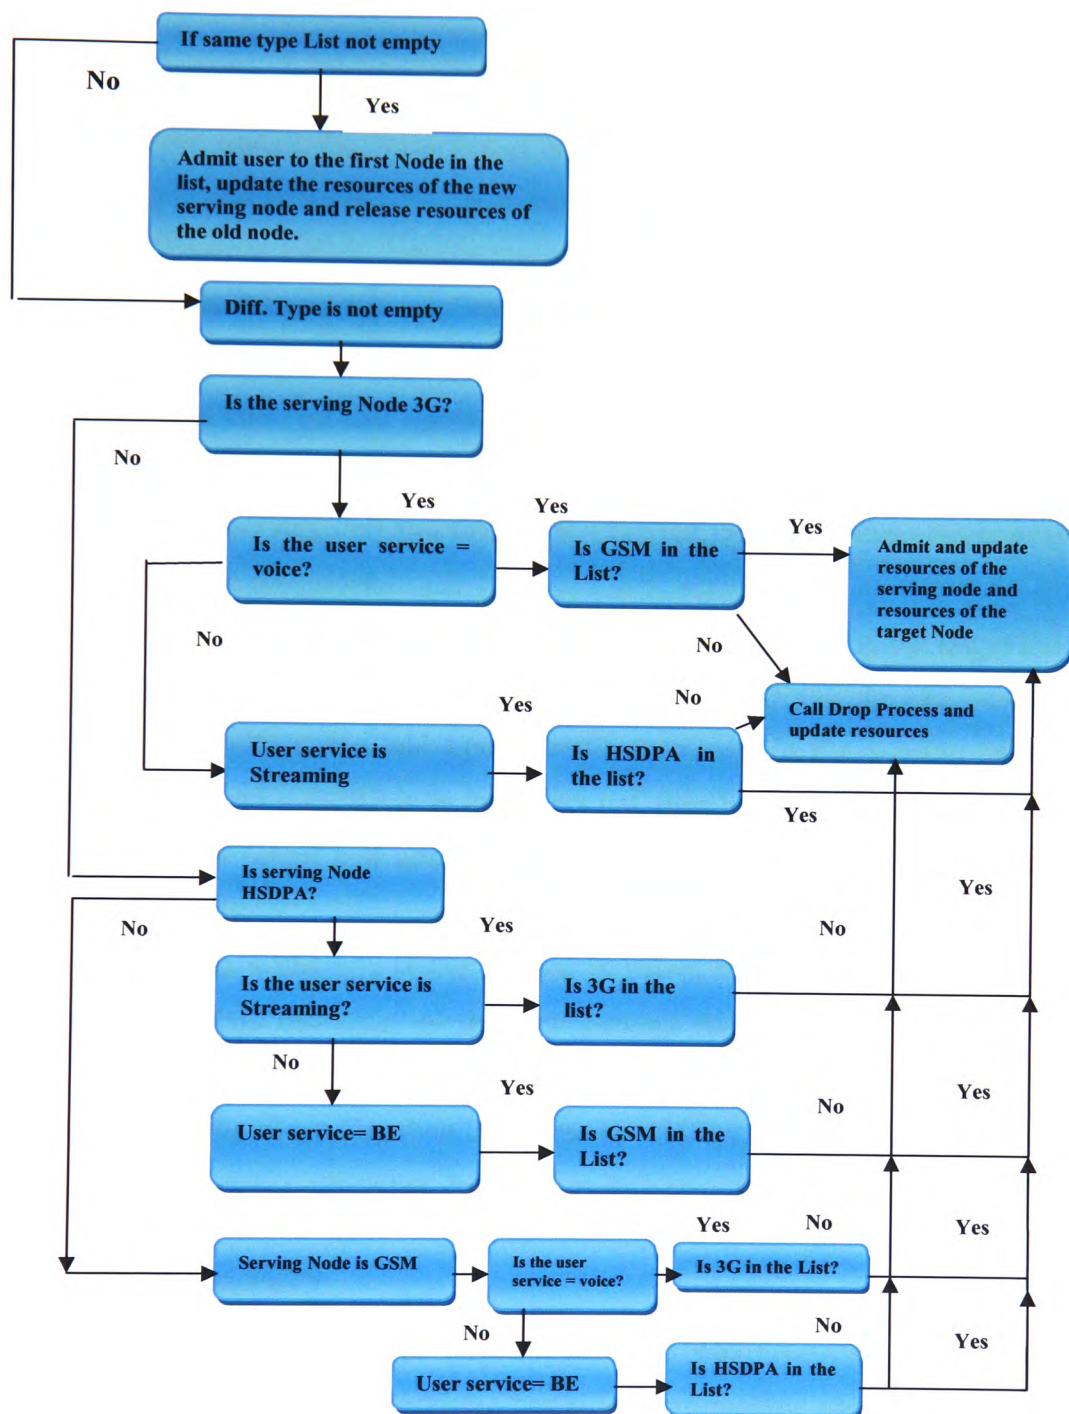 If same type List not empty
No
Yes
Admit user to the first Node in the
list, update the resources of the new
serving node and release resources of
the old node.
Diff. Type is not empty
Is the serving Node 3G?
No
Yes
Yes
Yes
Is the user service =
voice?
Is GSM in the
List?
Admit and update
resources of the
serving node and
resources of the
target Node
No
No
Yes
No
Call Drop Process and
update resources
User service is
Streaming
Is HSDPA in
the list?
Yes
Is serving Node
HSDPA?
Yes
No
Yes
No
Is the user service is
Streaming?
Is 3G in the
list?
No
Yes
No
Yes
User service= BE
Is GSM in the
List?
Yes
No
Yes
Serving Node is GSM
Is the user
service = voice?
Is 3G in the List?
No
No
Yes
User service= BE
Is HSDPA in the
List?